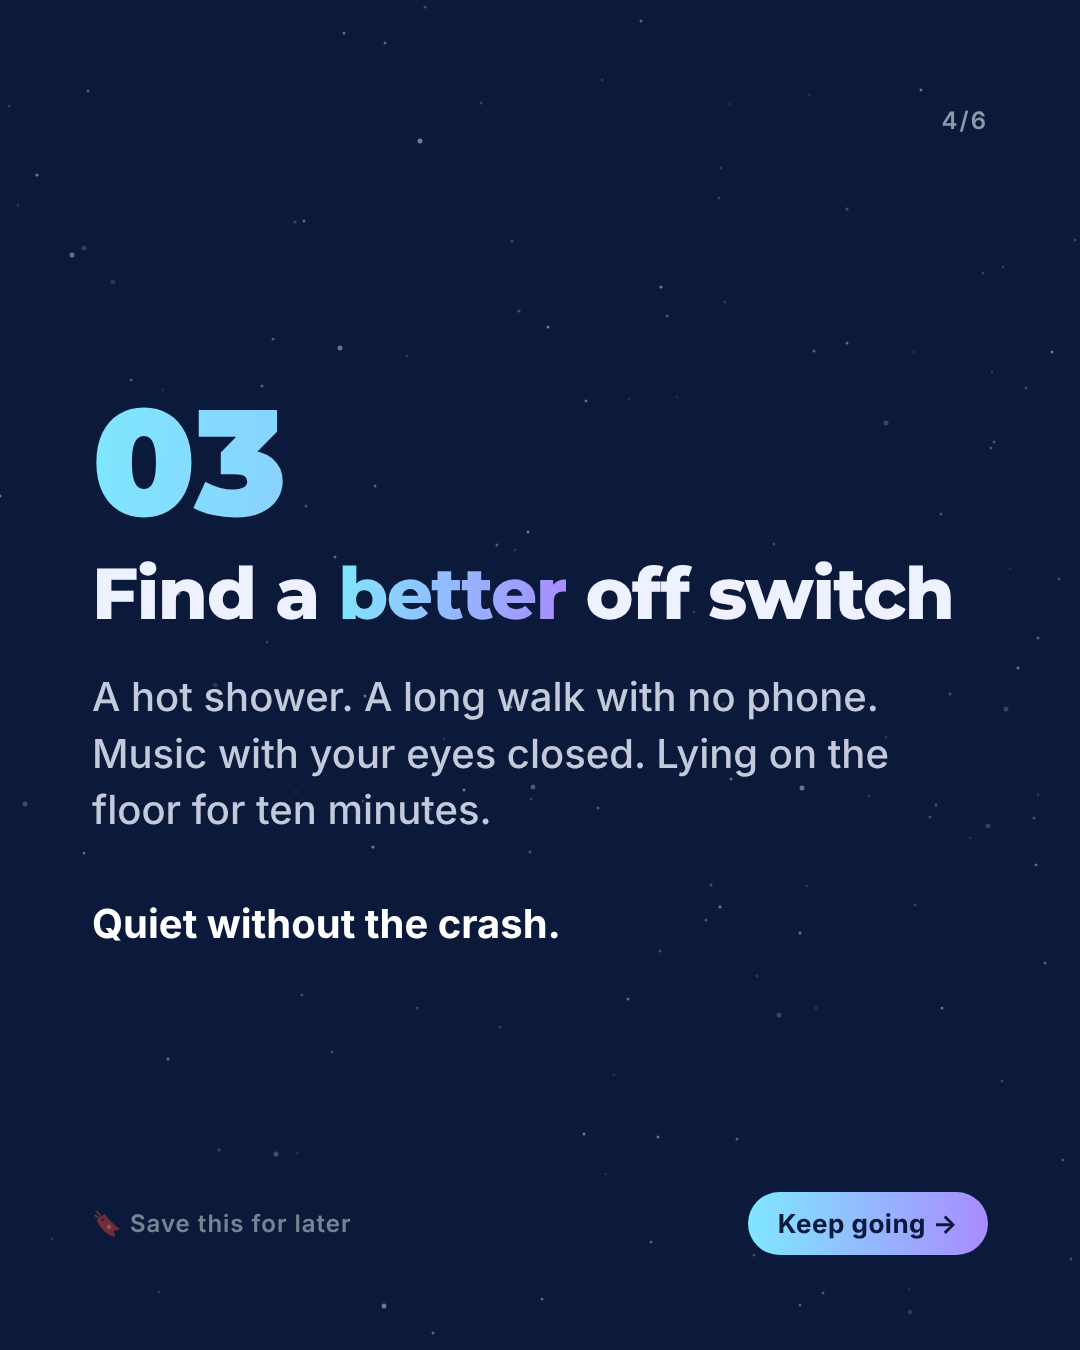 4/6
03
Find a better off switch
A hot shower. A long walk with no phone.
Music with your eyes closed. Lying on the
floor for ten minutes.
Quiet without the crash.
🔖 Save this for later
Keep going →